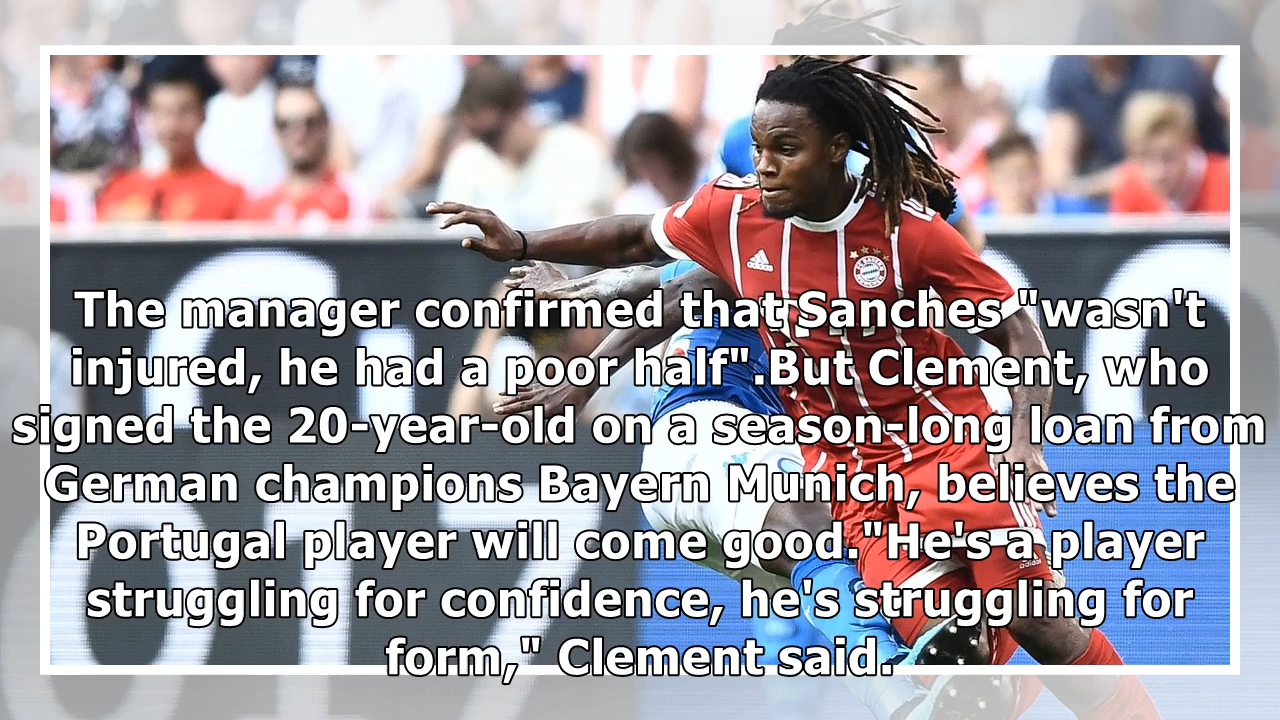 The manager confirmed that Sanches "wasn't
injured, he had a poor half".But Clement, who
signed the 20-year-old on a season-long loan from
German champions Bayern Munich, believes the
Portugal player will come good."He's a player
struggling for confidence, he's struggling for
form," Clement said.